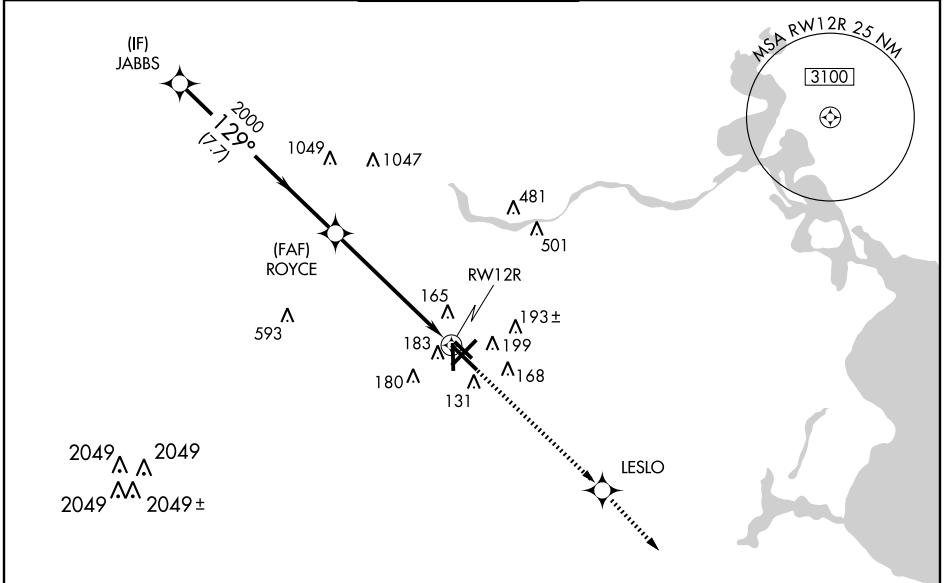 (IF)
JABBS
MSA RW12R 25 NM
3100
2000
129°
(7.7)
1049
1047
481
501
(FAF)
ROYCE
RW12R
165
193±
593
183
199
180
168
131
2049
2049
2049
2049±
LESLO